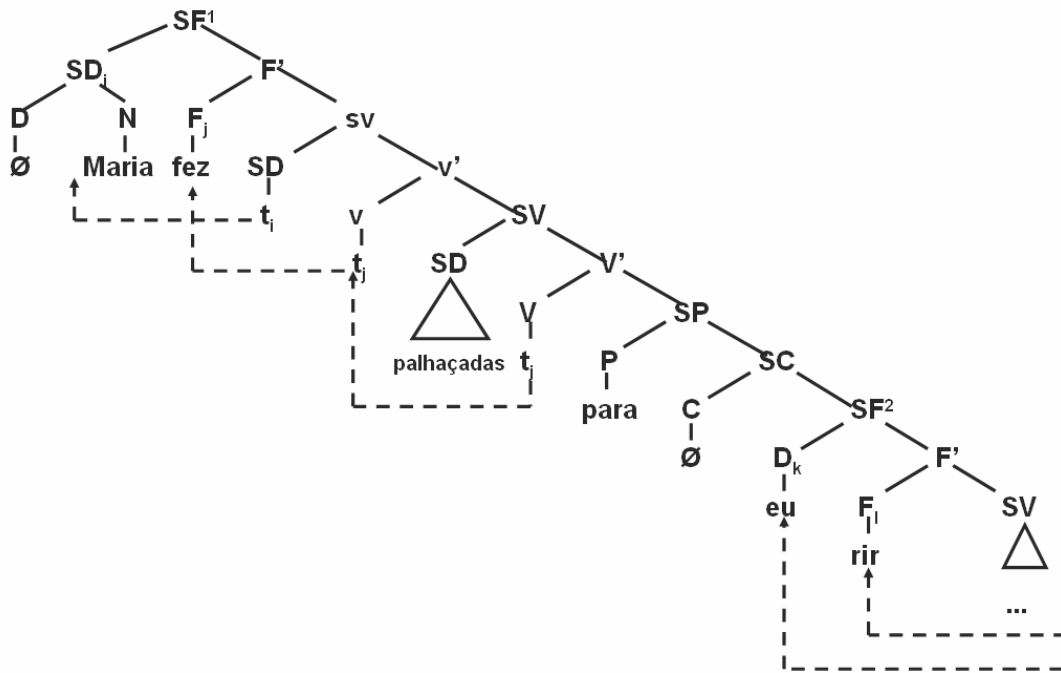 SF¹
SDᵢ F’
D N Fⱼ sv
Ø Maria fez SD v’
tᵢ v SV
tⱼ SD V’
V SP
palhaçadas tⱼ P SC
para C SF²
Ø Dₖ F’
eu Fₗ SV
rir
...